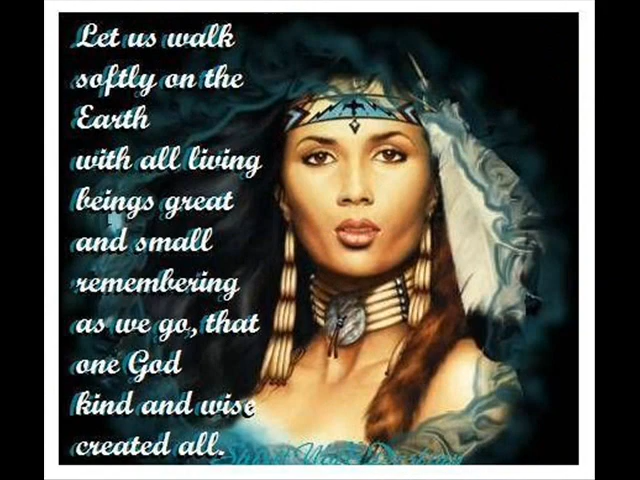 Let us walk
softly on the
Earth
with all living
beings great
and small
remembering
as we go, that
one God
kind and wise
created all.